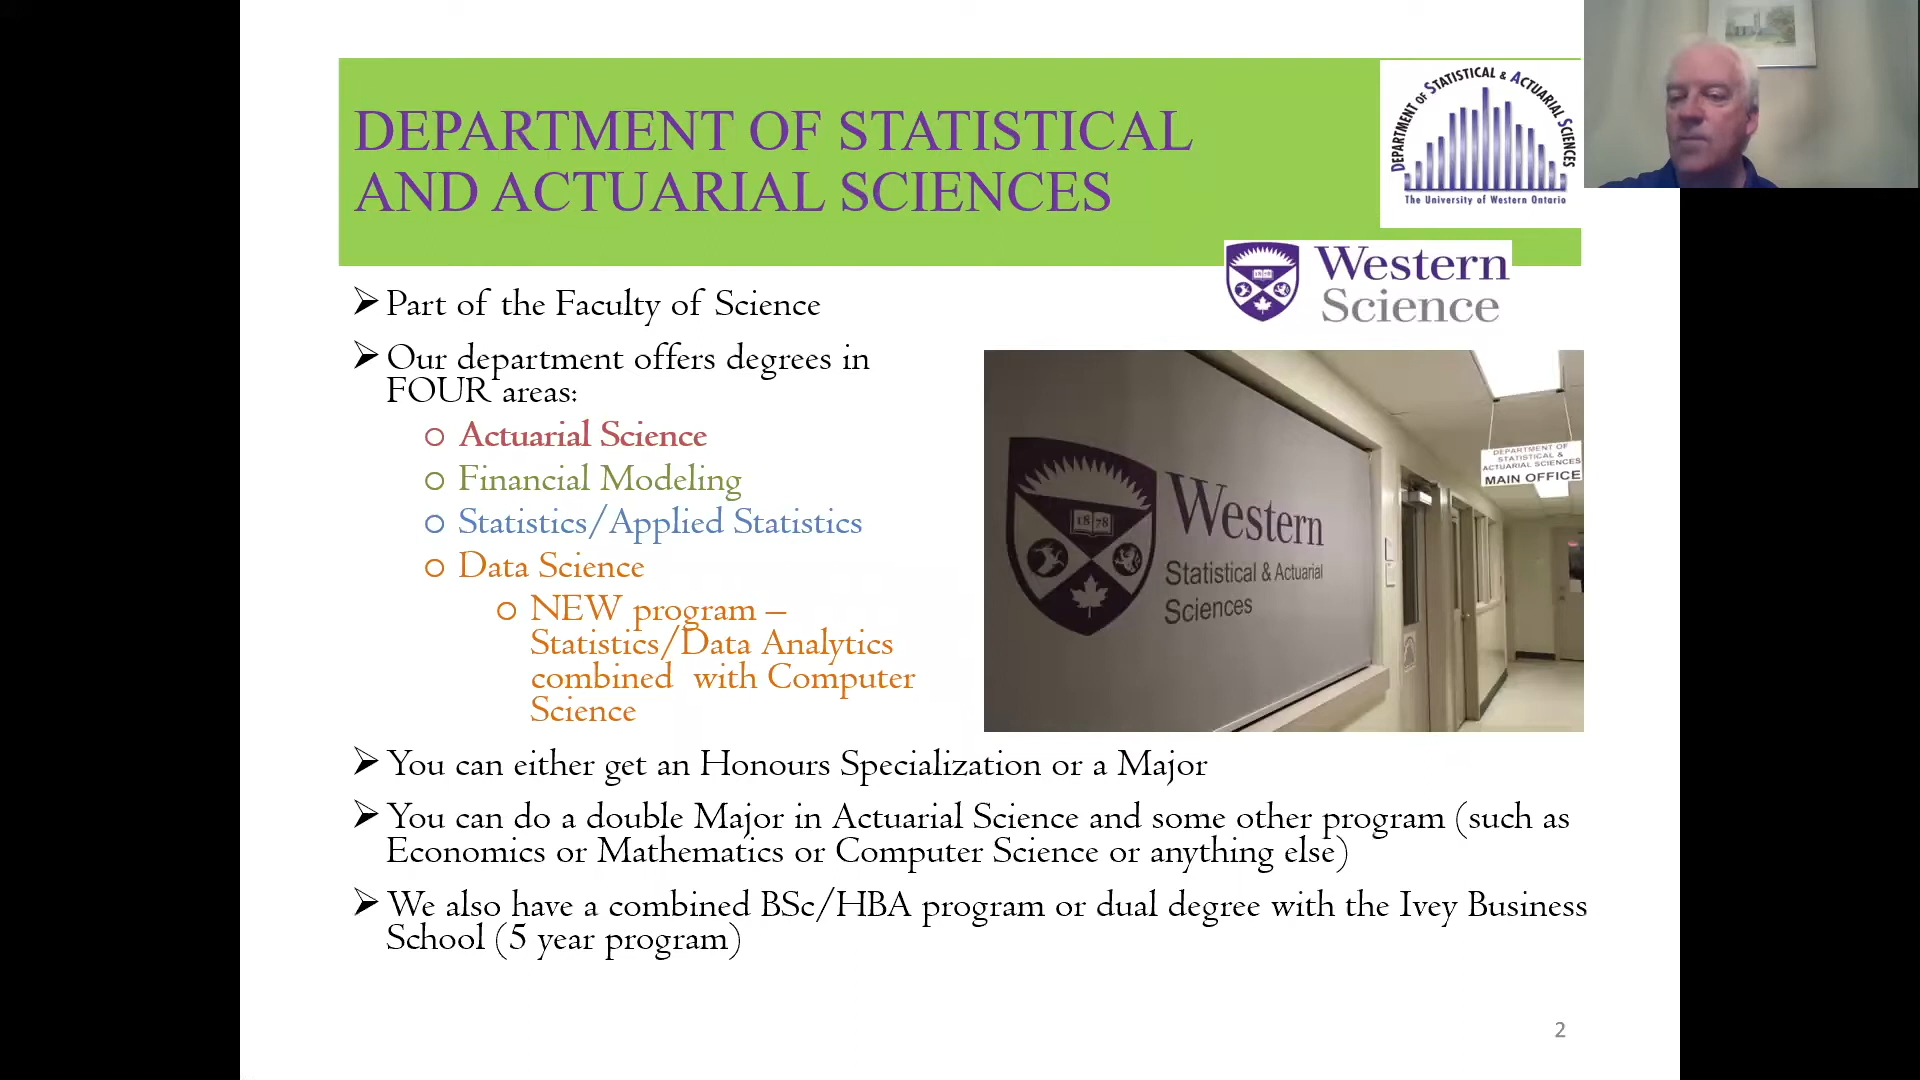 DEPARTMENT OF STATISTICAL
AND ACTUARIAL SCIENCES
DEPARTMENT OF STATISTICAL & ACTUARIAL SCIENCES
The University of Western Ontario
Western
Science
➢Part of the Faculty of Science
➢Our department offers degrees in
FOUR areas:
o Actuarial Science
o Financial Modeling
o Statistics/Applied Statistics
o Data Science
o NEW program –
Statistics/Data Analytics
combined with Computer
Science
1878
Western
Statistical & Actuarial
Sciences
DEPARTMENT OF
STATISTICAL &
ACTUARIAL SCIENCES
MAIN OFFICE
➢You can either get an Honours Specialization or a Major
➢You can do a double Major in Actuarial Science and some other program (such as
Economics or Mathematics or Computer Science or anything else)
➢We also have a combined BSc/HBA program or dual degree with the Ivey Business
School (5 year program)
2